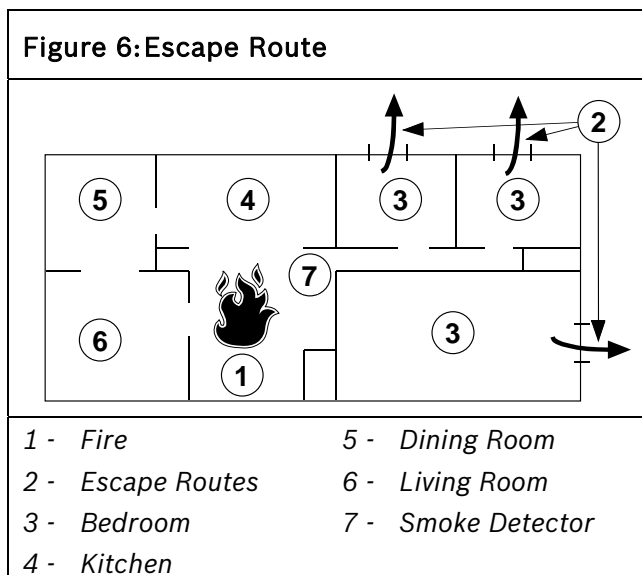 Figure 6: Escape Route
2
5
4
3
3
7
6
3
1
1 - Fire
2 - Escape Routes
3 - Bedroom
4 - Kitchen
5 - Dining Room
6 - Living Room
7 - Smoke Detector